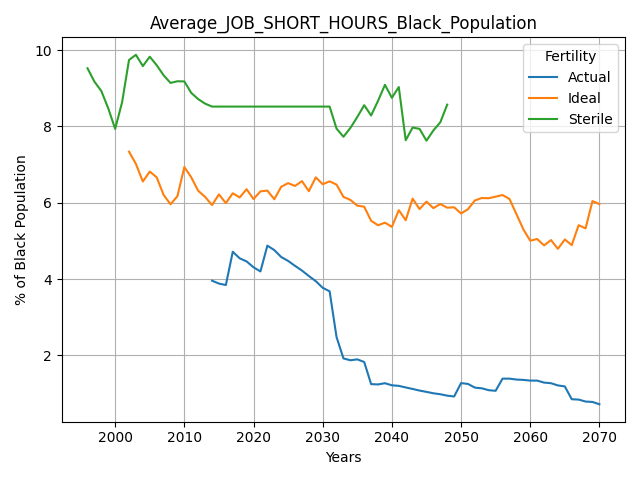 Average_JOB_SHORT_HOURS_Black_Population
% of Black Population
10
8
6
4
2
Fertility
Actual
Ideal
Sterile
2000
2010
2020
2030
2040
2050
2060
2070
Years